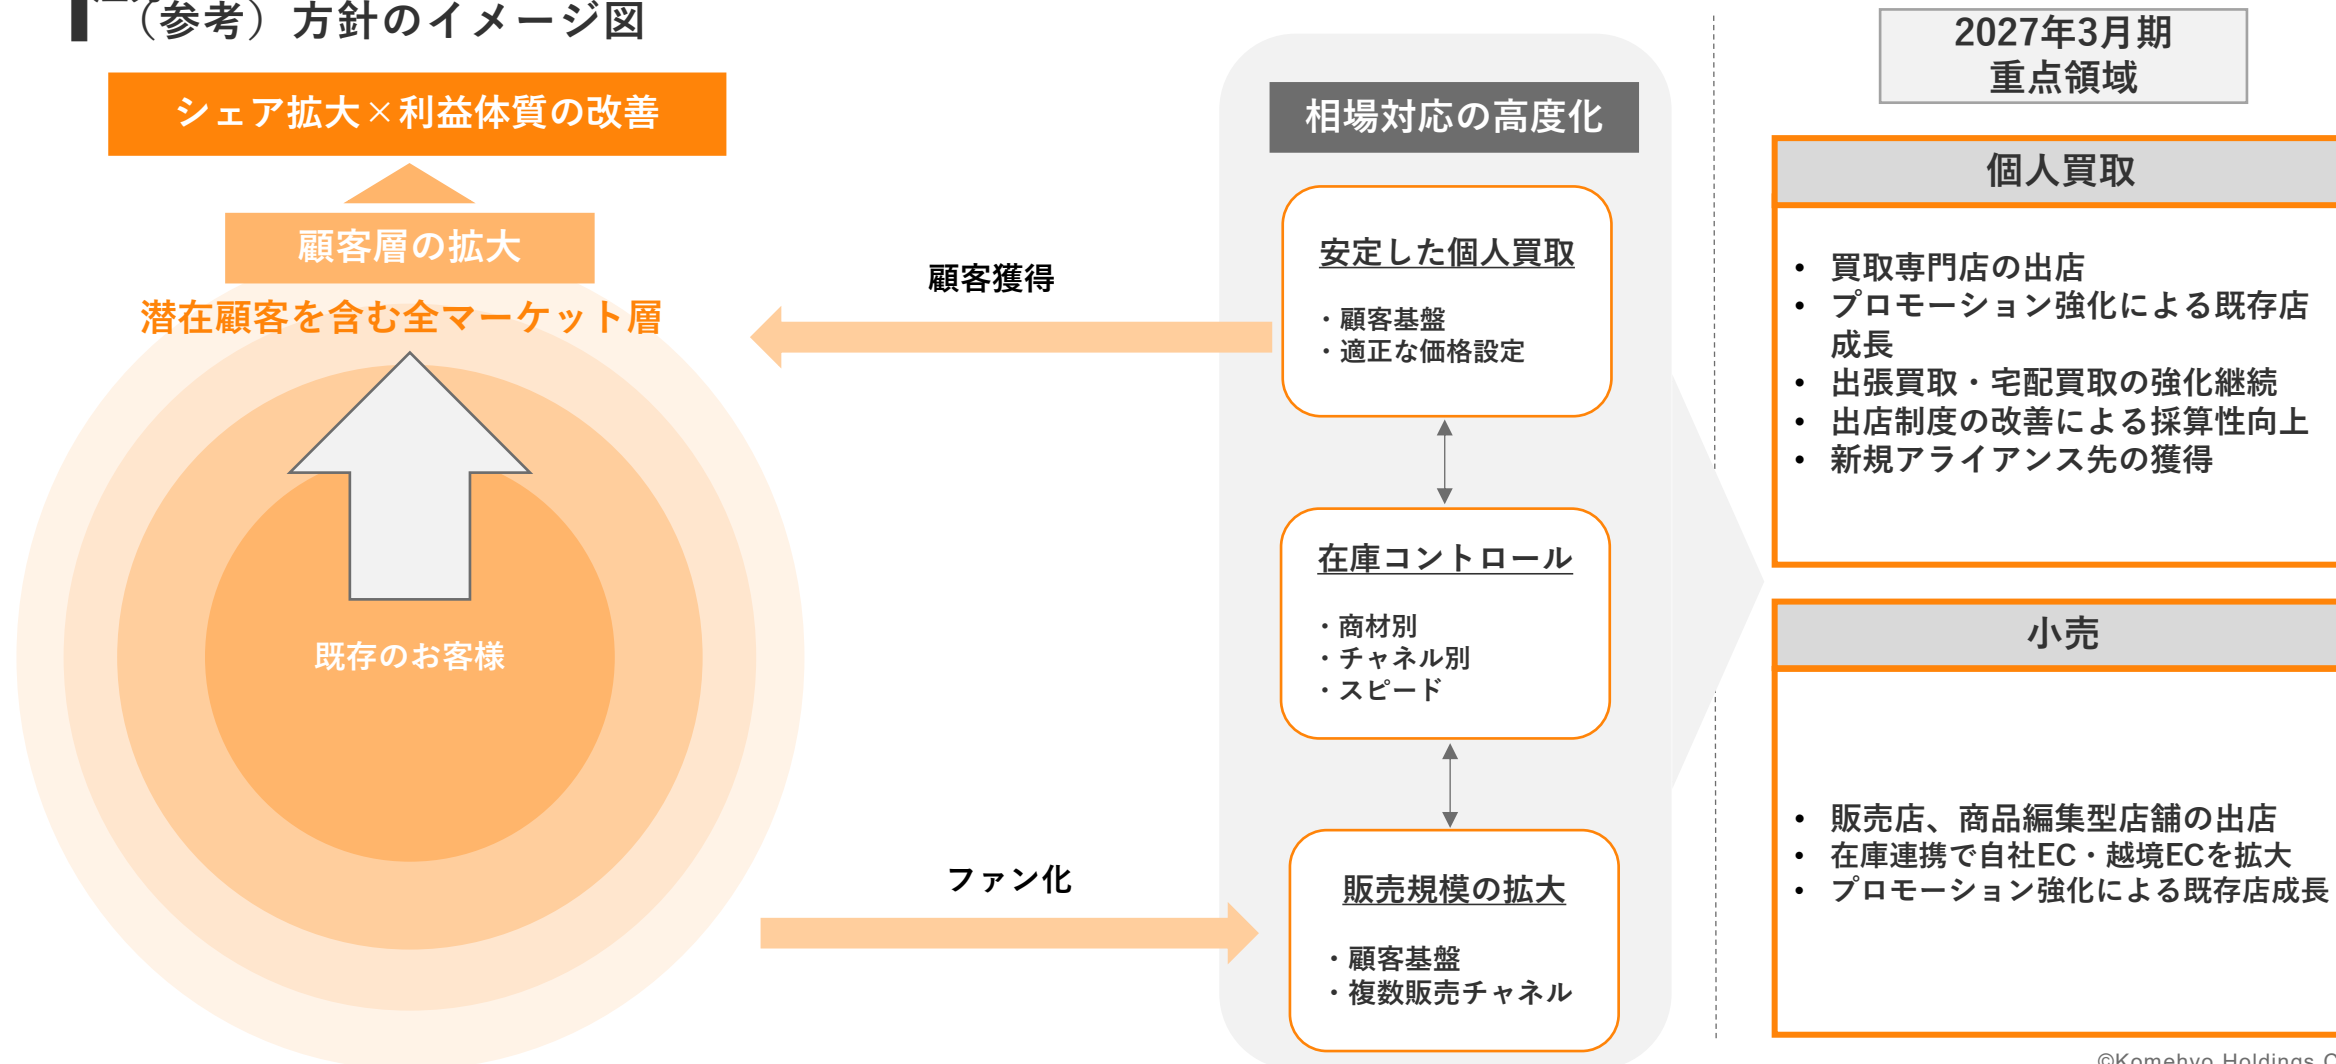 （参考）方針のイメージ図
シェア拡大×利益体質の改善
顧客層の拡大
潜在顧客を含む全マーケット層
既存のお客様
顧客獲得
ファン化
相場対応の高度化
安定した個人買取
・顧客基盤
・適正な価格設定
在庫コントロール
・商材別
・チャネル別
・スピード
販売規模の拡大
・顧客基盤
・複数販売チャネル
2027年3月期
重点領域
個人買取
• 買取専門店の出店
• プロモーション強化による既存店
成長
• 出張買取・宅配買取の強化継続
• 出店制度の改善による採算性向上
• 新規アライアンス先の獲得
小売
• 販売店、商品編集型店舗の出店
• 在庫連携で自社EC・越境ECを拡大
• プロモーション強化による既存店成長
©Komehyo Holdings C